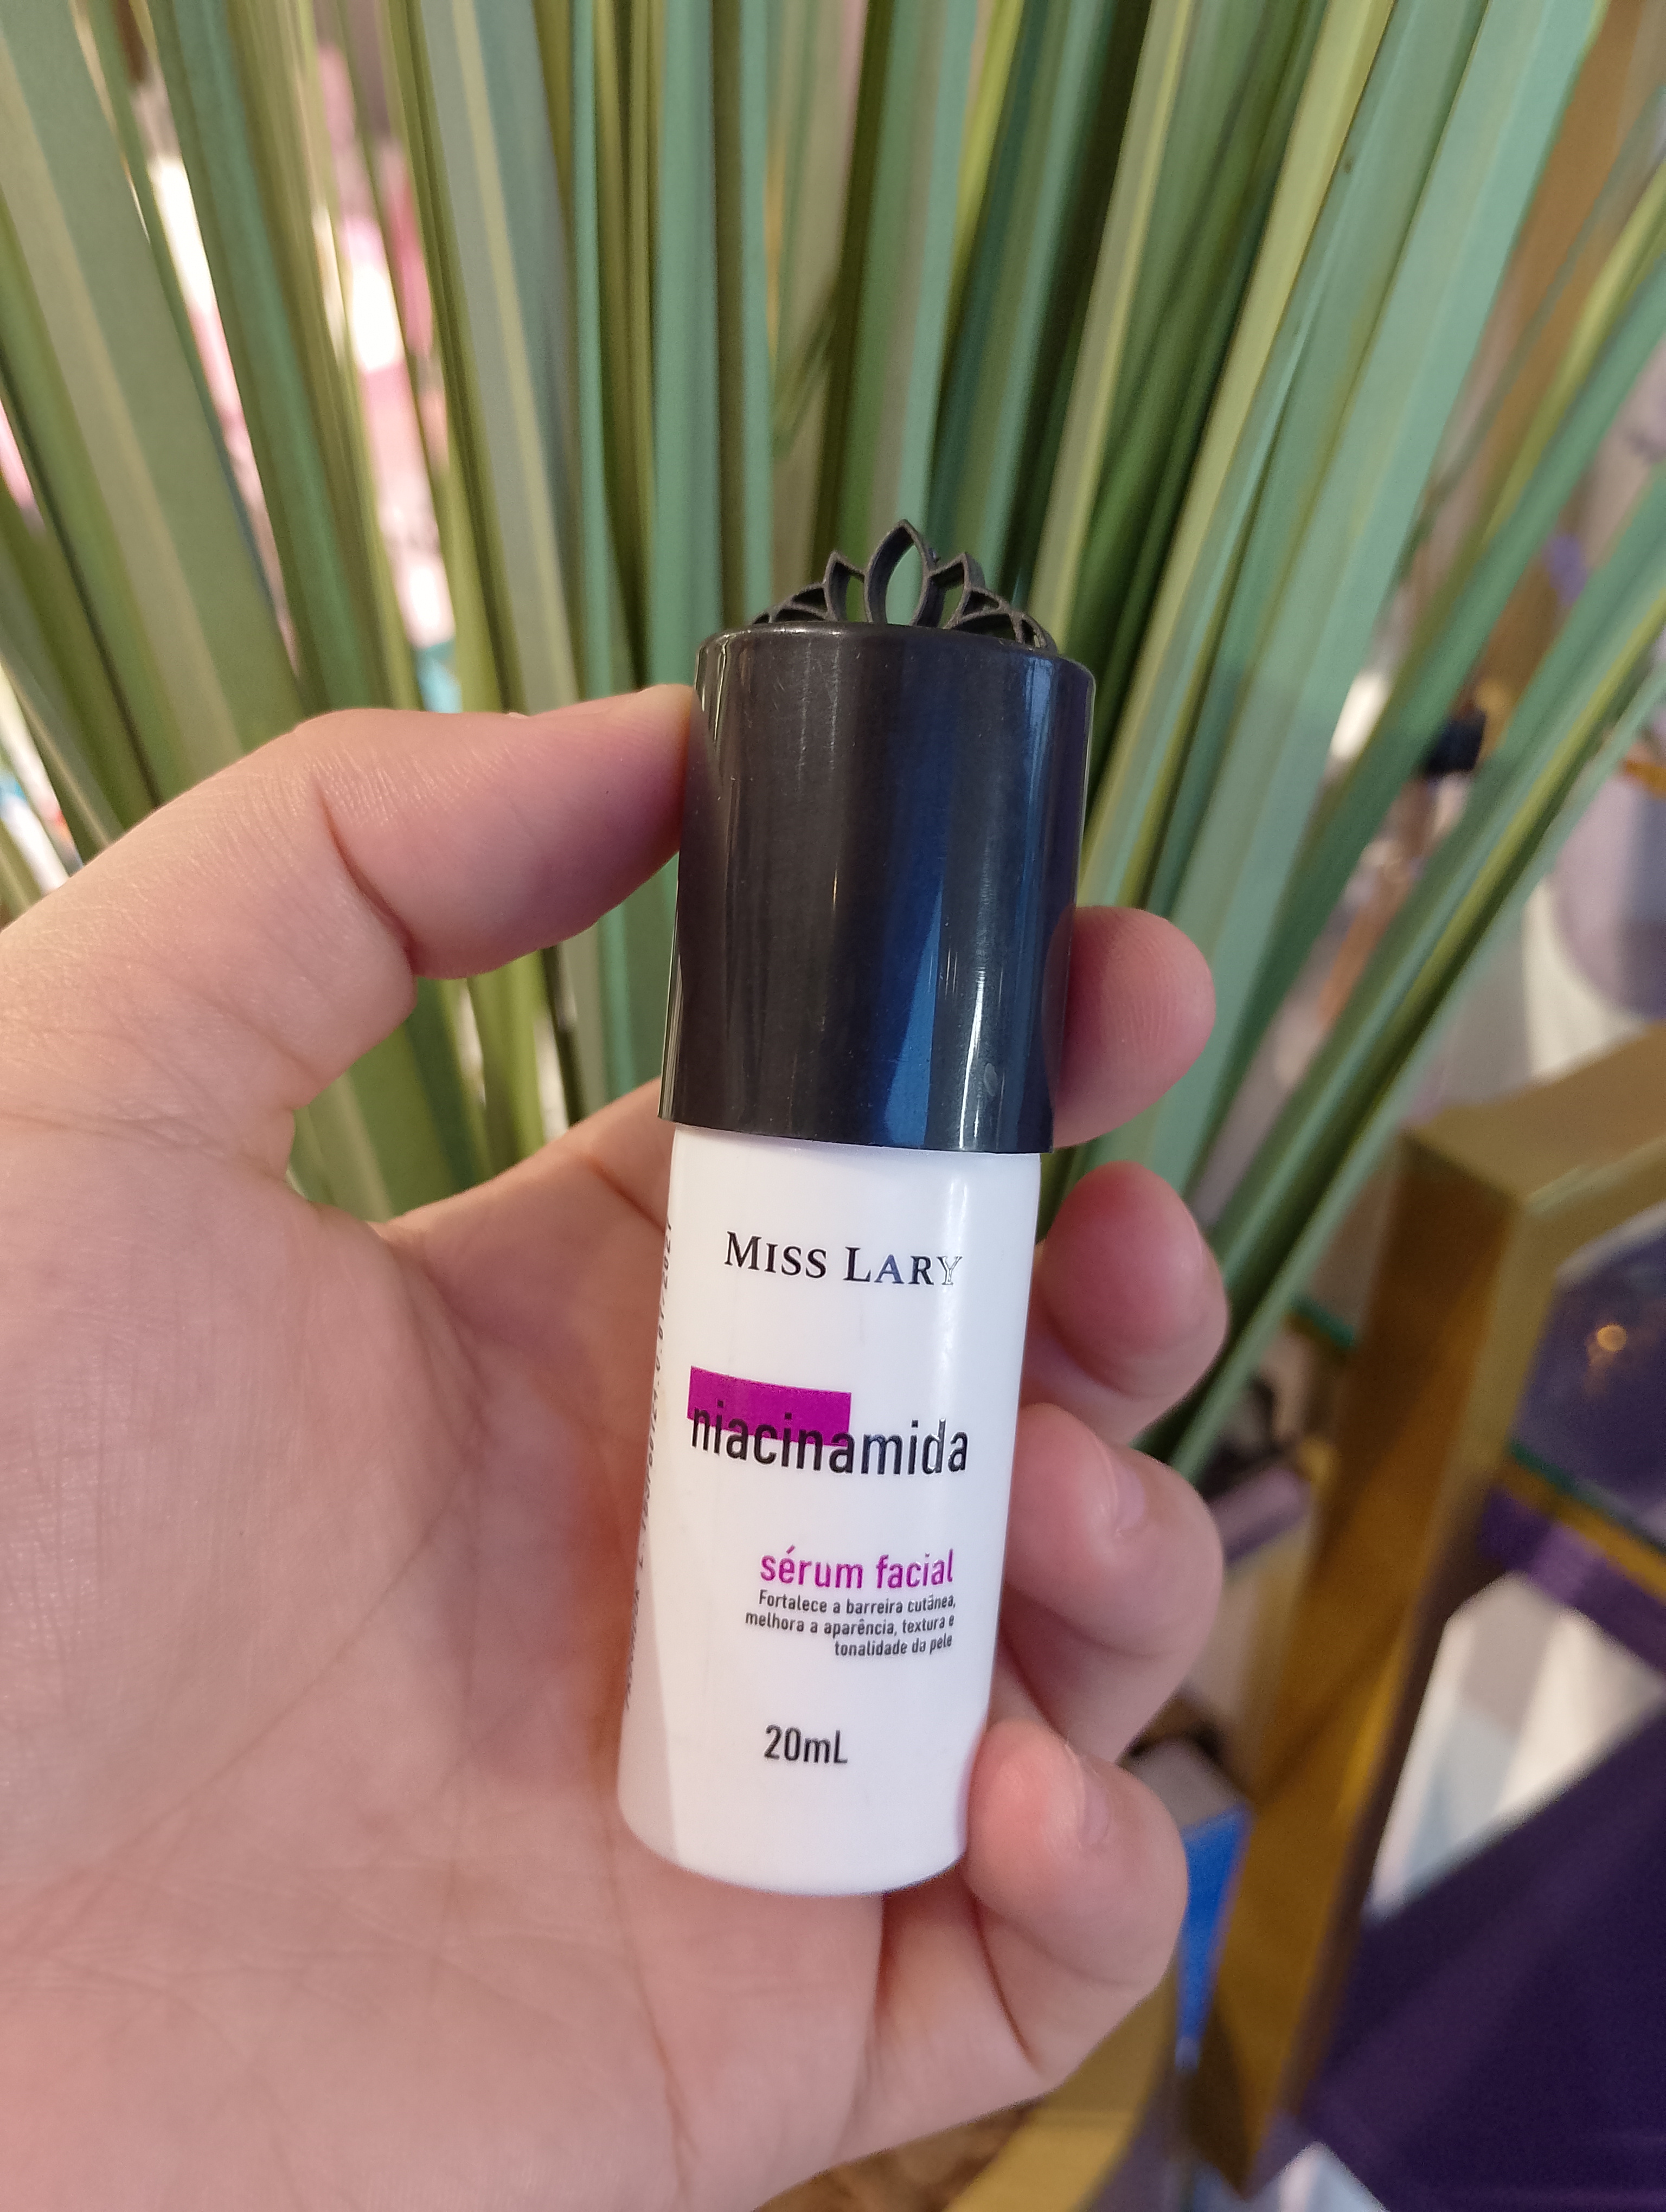 MISS LARY
niacinamida
sérum facial
Fortalece a barreira cutânea,
melhora a aparência, textura e
tonalidade da pele
20mL